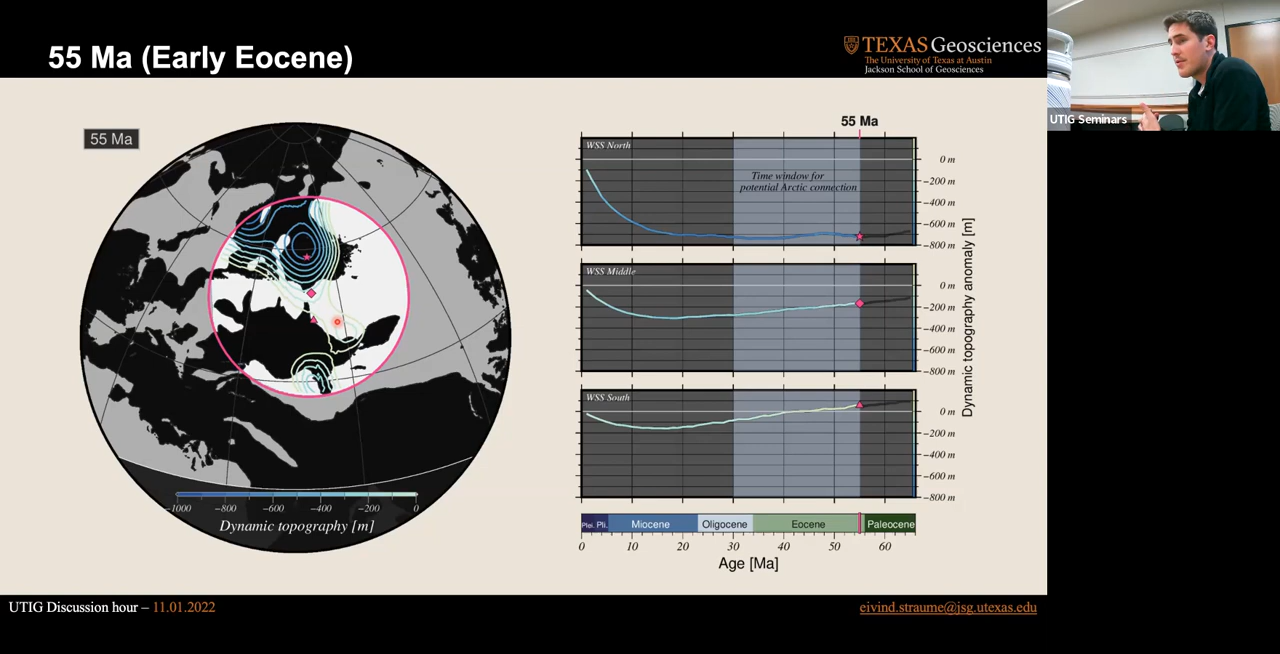 55 Ma (Early Eocene)
TEXAS Geosciences
The University of Texas at Austin
Jackson School of Geosciences
UTIG Seminars
55 Ma
−1000 −800 −600 −400 −200 0
Dynamic topography [m]
55 Ma
WSS North
Time window for
potential Arctic connection
0 m
−200 m
−400 m
−600 m
−800 m
WSS Middle
0 m
−200 m
−400 m
−600 m
−800 m
WSS South
0 m
−200 m
−400 m
−600 m
−800 m
Dynamic topography anomaly [m]
Plei. Pli. Miocene Oligocene Eocene Paleocene
0 10 20 30 40 50 60
Age [Ma]
UTIG Discussion hour – 11.01.2022
eivind.straume@jsg.utexas.edu